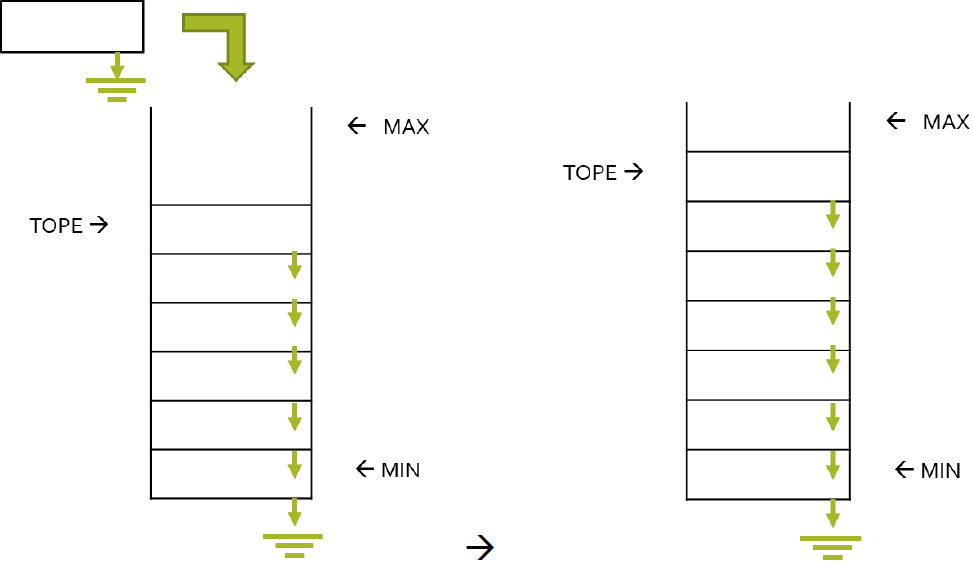 ← MAX
TOPE →
← MIN
→
← MAX
TOPE →
← MIN